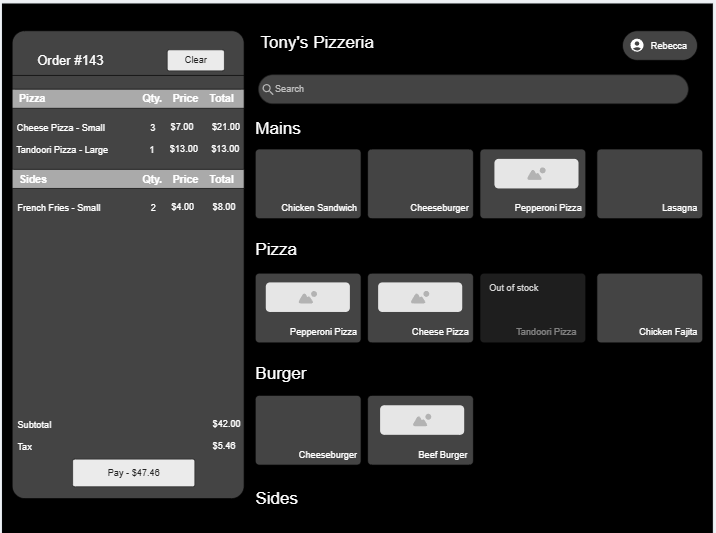 Order #143
Clear
Pizza Qty. Price Total
Cheese Pizza - Small 3 $7.00 $21.00
Tandoori Pizza - Large 1 $13.00 $13.00
Sides Qty. Price Total
French Fries - Small 2 $4.00 $8.00
Subtotal $42.00
Tax $5.46
Pay - $47.46
Tony's Pizzeria
Rebecca
Search
Mains
Chicken Sandwich
Cheeseburger
Pepperoni Pizza
Lasagna
Pizza
Pepperoni Pizza
Cheese Pizza
Out of stock
Tandoori Pizza
Chicken Fajita
Burger
Cheeseburger
Beef Burger
Sides